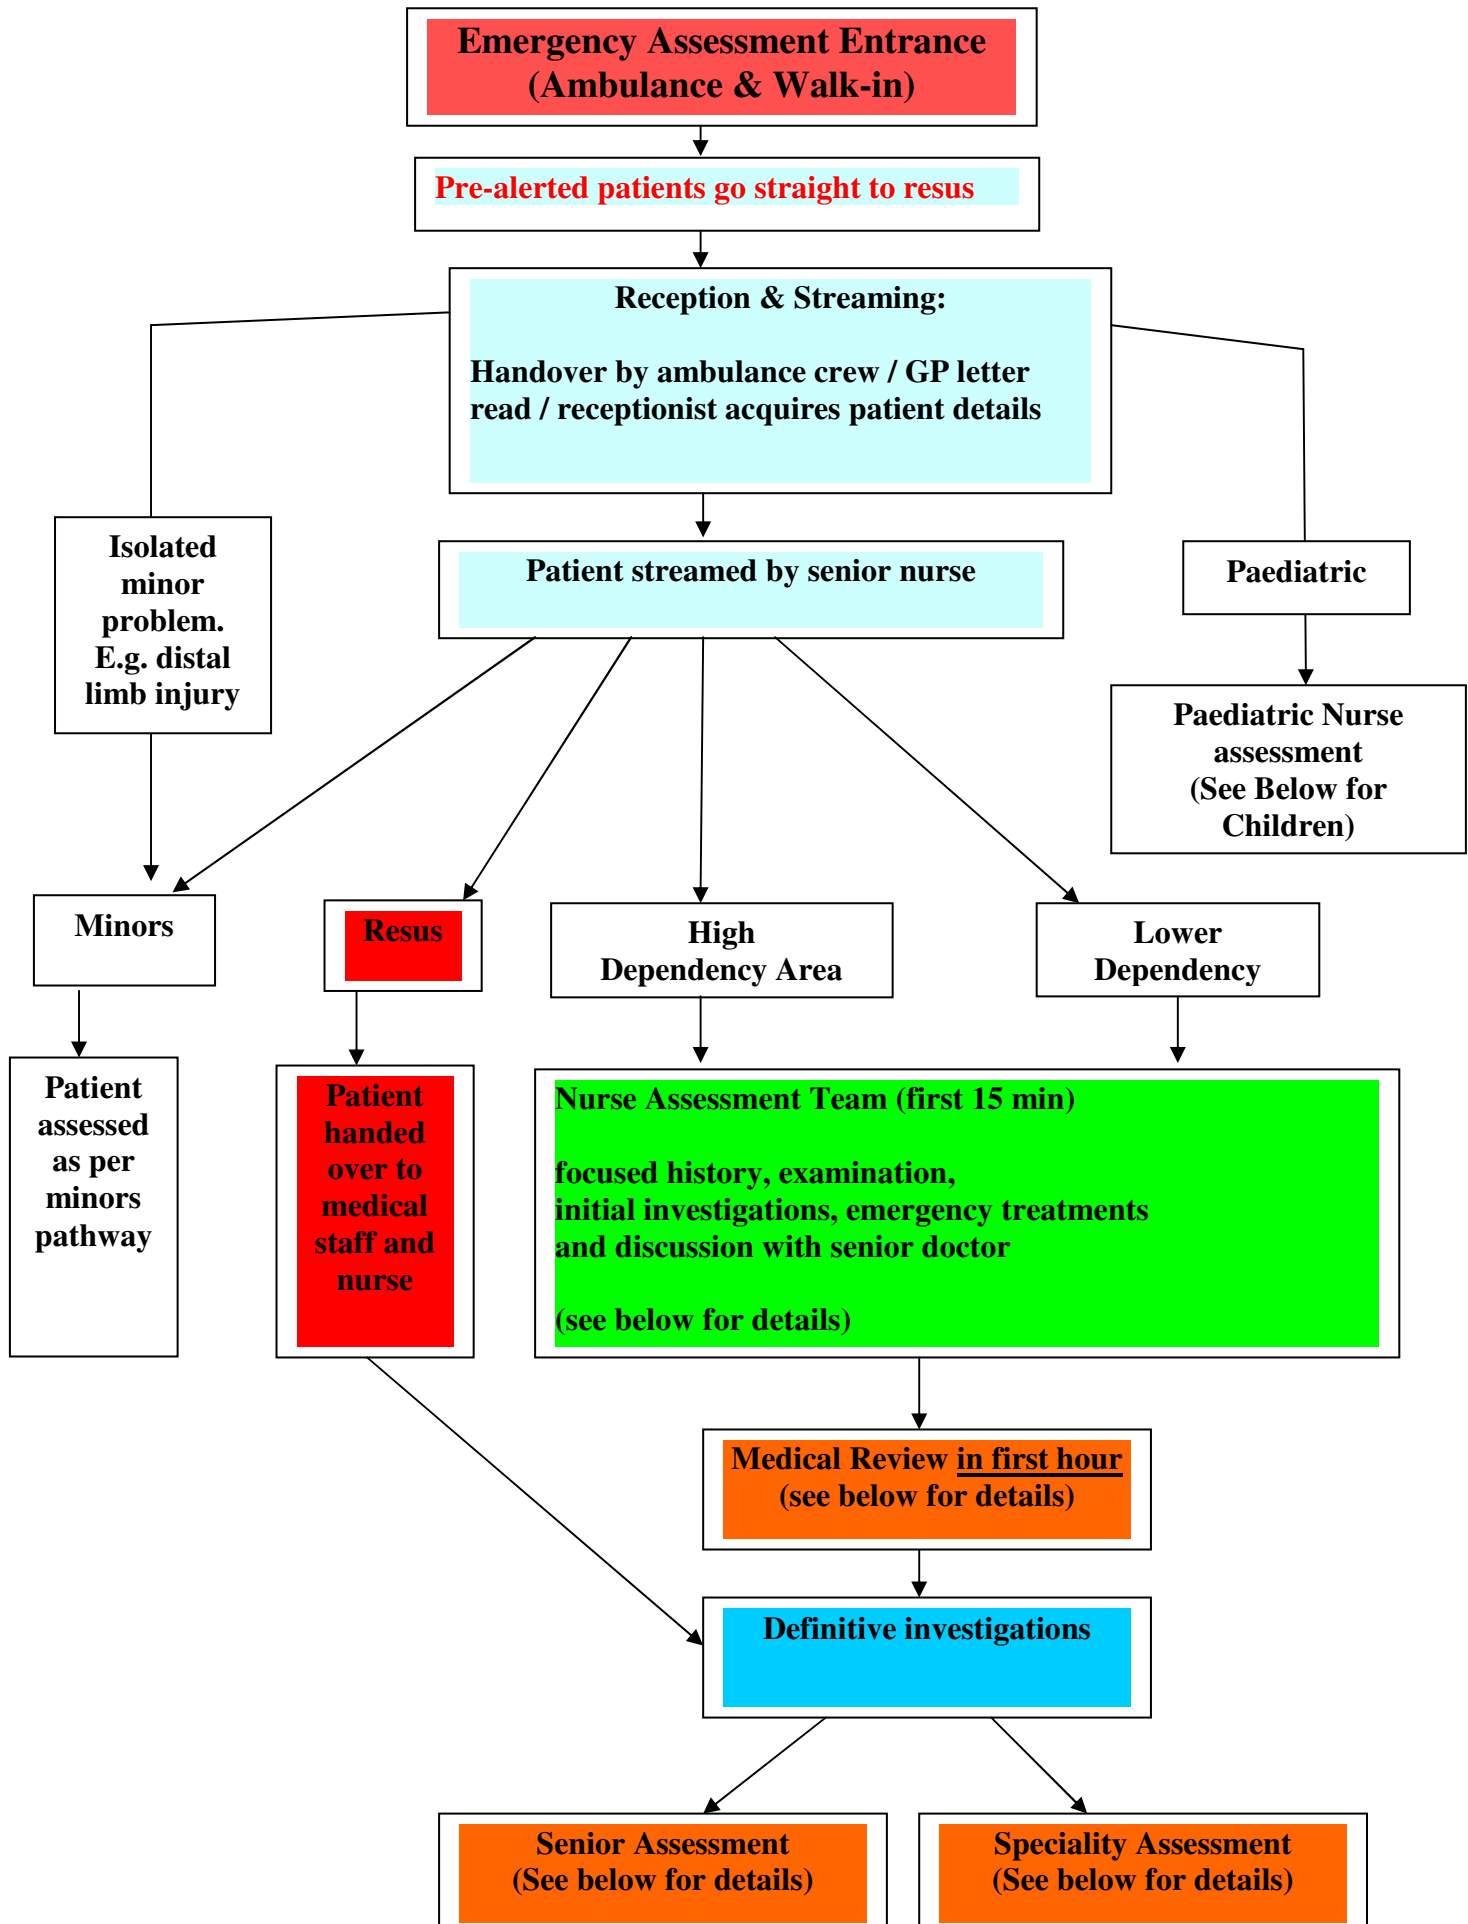 Emergency Assessment Entrance
(Ambulance & Walk-in)
Pre-alerted patients go straight to resus
Reception & Streaming:
Handover by ambulance crew / GP letter
read / receptionist acquires patient details
Isolated
minor
problem.
E.g. distal
limb injury
Patient streamed by senior nurse
Paediatric
Paediatric Nurse
assessment
(See Below for
Children)
Minors
Resus
High
Dependency Area
Lower
Dependency
Patient
assessed
as per
minors
pathway
Patient
handed
over to
medical
staff and
nurse
Nurse Assessment Team (first 15 min)
focused history, examination,
initial investigations, emergency treatments
and discussion with senior doctor
(see below for details)
Medical Review in first hour
(see below for details)
Definitive investigations
Senior Assessment
(See below for details)
Speciality Assessment
(See below for details)